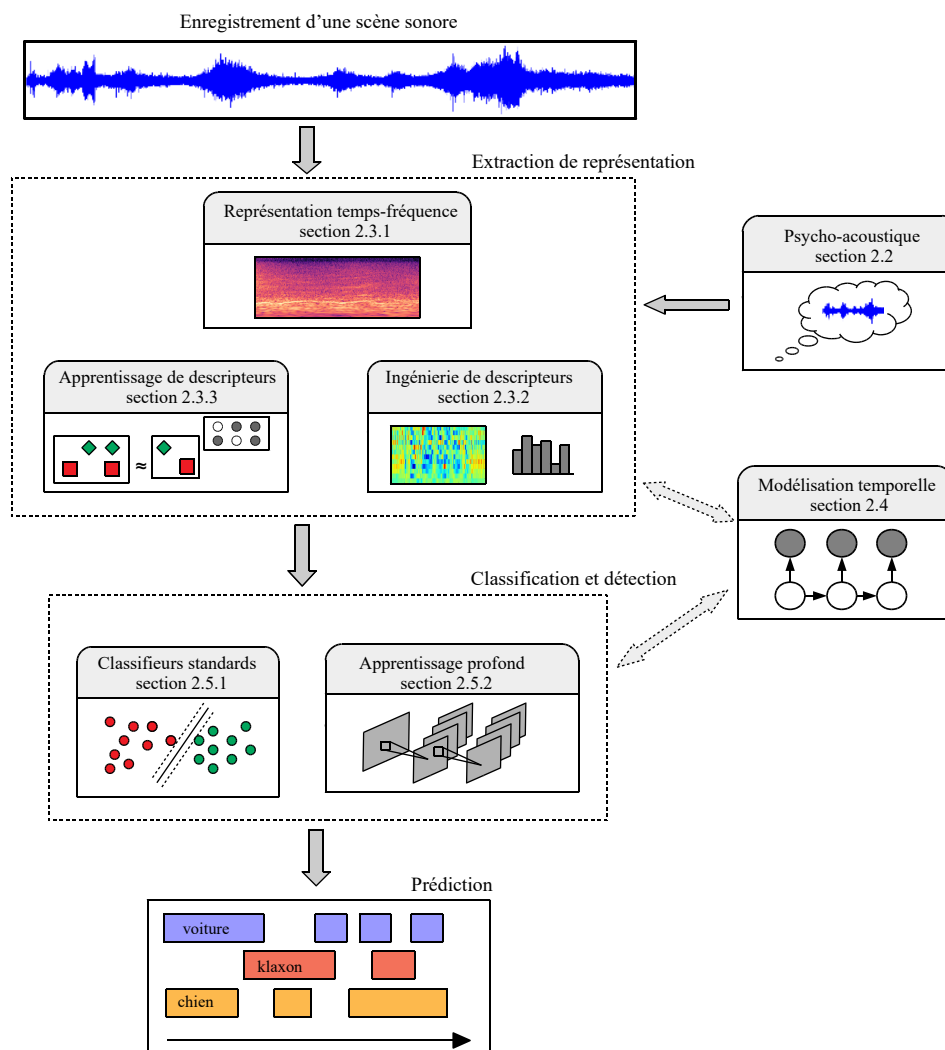 Enregistrement d’une scène sonore
Extraction de représentation
Représentation temps-fréquence
section 2.3.1
Psycho-acoustique
section 2.2
Apprentissage de descripteurs
section 2.3.3
≈
Ingénierie de descripteurs
section 2.3.2
Modélisation temporelle
section 2.4
Classification et détection
Classifieurs standards
section 2.5.1
Apprentissage profond
section 2.5.2
Prédiction
voiture
klaxon
chien